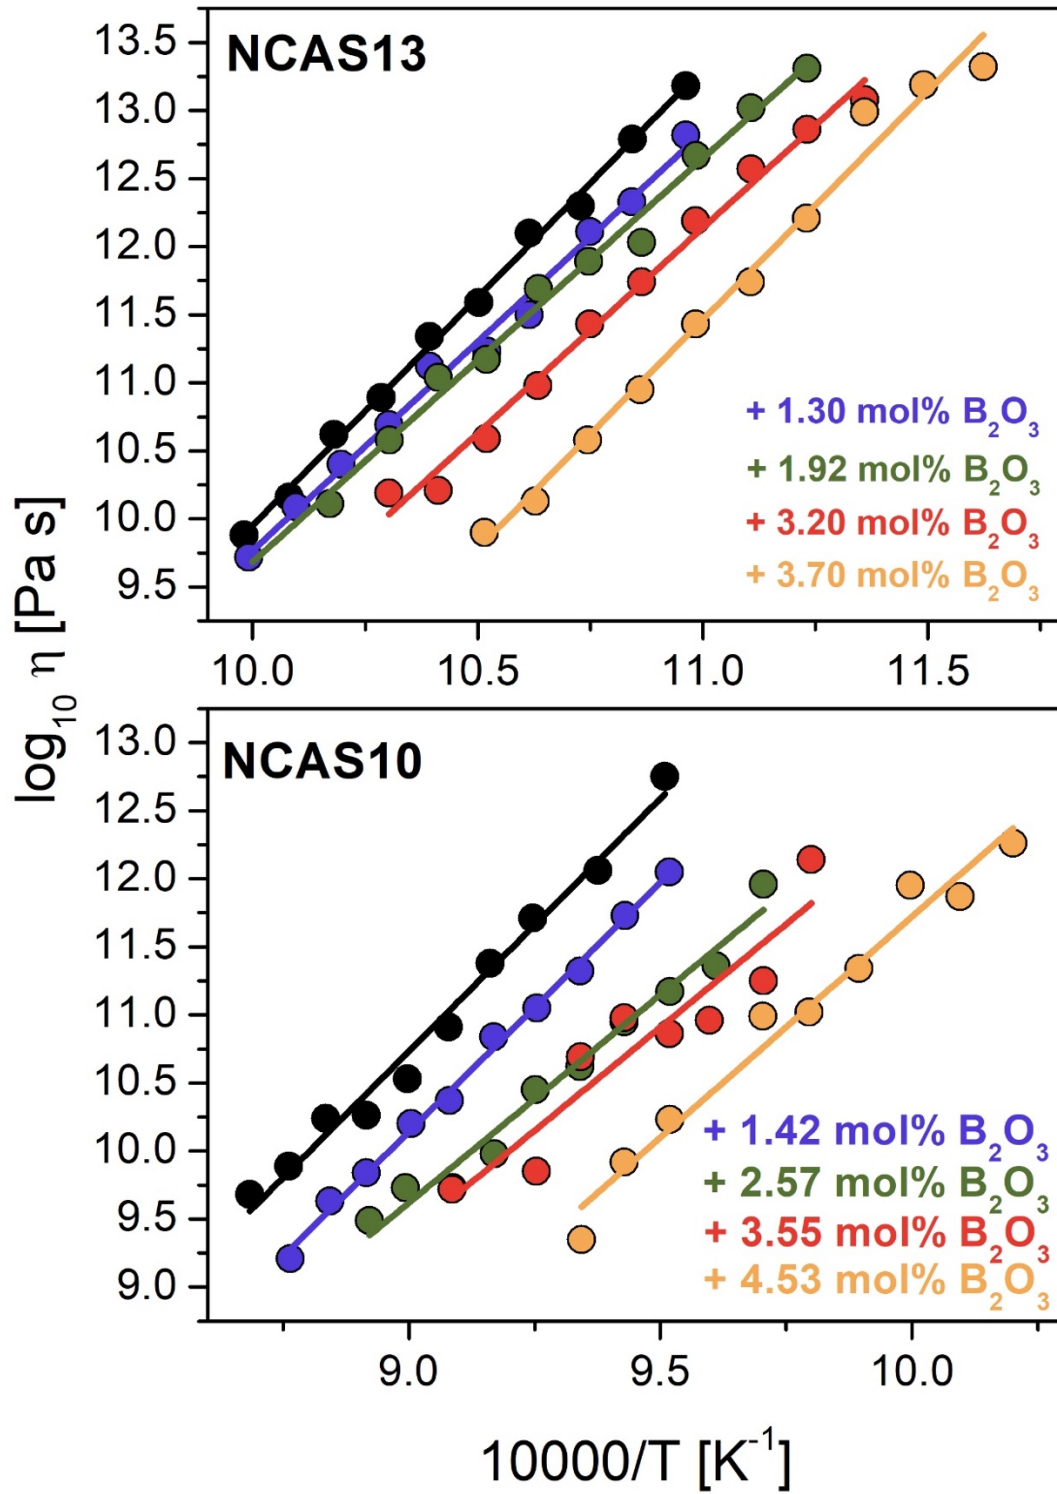 NCAS13
13.5
13.0
12.5
12.0
11.5
11.0
10.5
10.0
9.5
+ 1.30 mol% B₂O₃
+ 1.92 mol% B₂O₃
+ 3.20 mol% B₂O₃
+ 3.70 mol% B₂O₃
10.0 10.5 11.0 11.5
log₁₀ η [Pa s]
NCAS10
13.0
12.5
12.0
11.5
11.0
10.5
10.0
9.5
9.0
+ 1.42 mol% B₂O₃
+ 2.57 mol% B₂O₃
+ 3.55 mol% B₂O₃
+ 4.53 mol% B₂O₃
9.0 9.5 10.0
10000/T [K⁻¹]